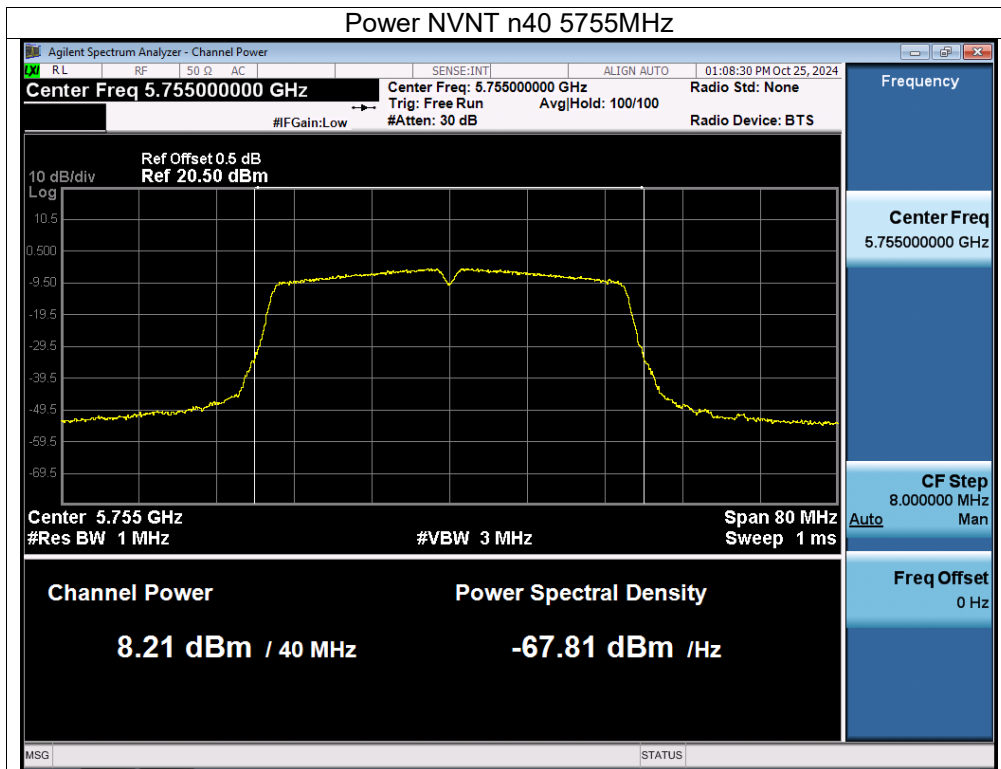 Power NVNT n40 5755MHz
Agilent Spectrum Analyzer - Channel Power
LXI RL RF 50 Ω AC SENSE:INT ALIGN AUTO 01:08:30 PM Oct 25, 2024
Center Freq 5.755000000 GHz
Center Freq: 5.755000000 GHz Radio Std: None
Trig: Free Run Avg|Hold: 100/100
#IFGain:Low #Atten: 30 dB Radio Device: BTS
Ref Offset 0.5 dB
10 dB/div Ref 20.50 dBm
Log
10.5
0.500
-9.50
-19.5
-29.5
-39.5
-49.5
-59.5
-69.5
Center 5.755 GHz Span 80 MHz
#Res BW 1 MHz #VBW 3 MHz Sweep 1 ms
Channel Power Power Spectral Density
8.21 dBm / 40 MHz -67.81 dBm /Hz
Frequency
Center Freq
5.755000000 GHz
CF Step
8.000000 MHz
Auto Man
Freq Offset
0 Hz
MSG STATUS